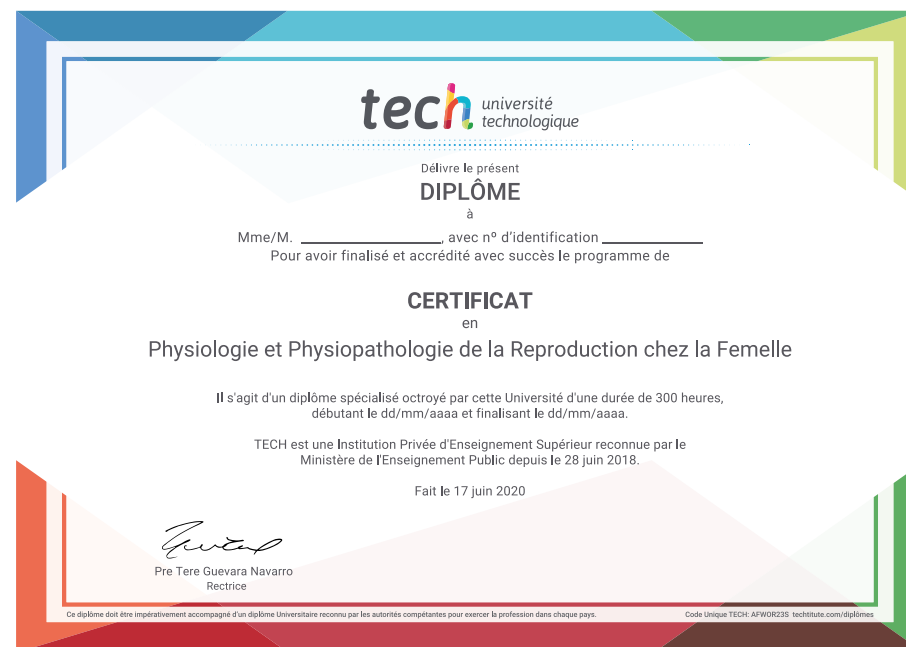 tech université
technologique
Délivre le présent
DIPLÔME
à
Mme/M. ____________________, avec nº d'identification ______________
Pour avoir finalisé et accrédité avec succès le programme de
CERTIFICAT
en
Physiologie et Physiopathologie de la Reproduction chez la Femelle
Il s'agit d'un diplôme spécialisé octroyé par cette Université d'une durée de 300 heures,
débutant le dd/mm/aaaa et finalisant le dd/mm/aaaa.
TECH est une Institution Privée d'Enseignement Supérieur reconnue par le
Ministère de l'Enseignement Public depuis le 28 juin 2018.
Fait le 17 juin 2020
Pre Tere Guevara Navarro
Rectrice
Ce diplôme doit être impérativement accompagné d'un diplôme Universitaire reconnu par les autorités compétantes pour exercer la profession dans chaque pays.
Code Unique TECH: AFWOR23S techtitute.com/diplômes